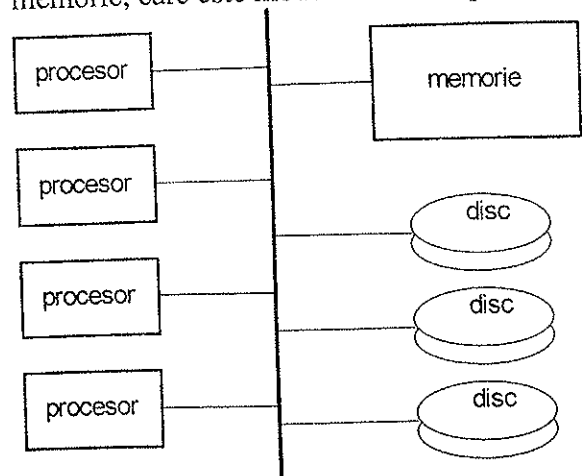 memorie, care este
procesor
memorie
procesor
disc
procesor
disc
procesor
disc